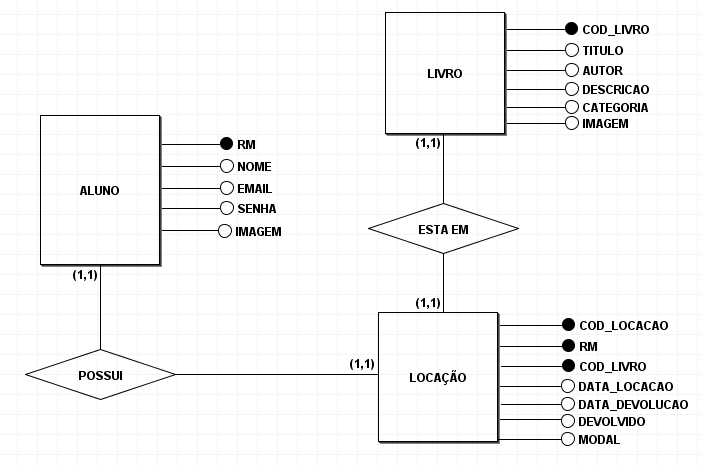 LIVRO
COD_LIVRO
TITULO
AUTOR
DESCRICAO
CATEGORIA
IMAGEM
(1,1)
ALUNO
RM
NOME
EMAIL
SENHA
IMAGEM
(1,1)
ESTA EM
(1,1)
POSSUI
(1,1)
LOCAÇÃO
COD_LOCACAO
RM
COD_LIVRO
DATA_LOCACAO
DATA_DEVOLUCAO
DEVOLVIDO
MODAL